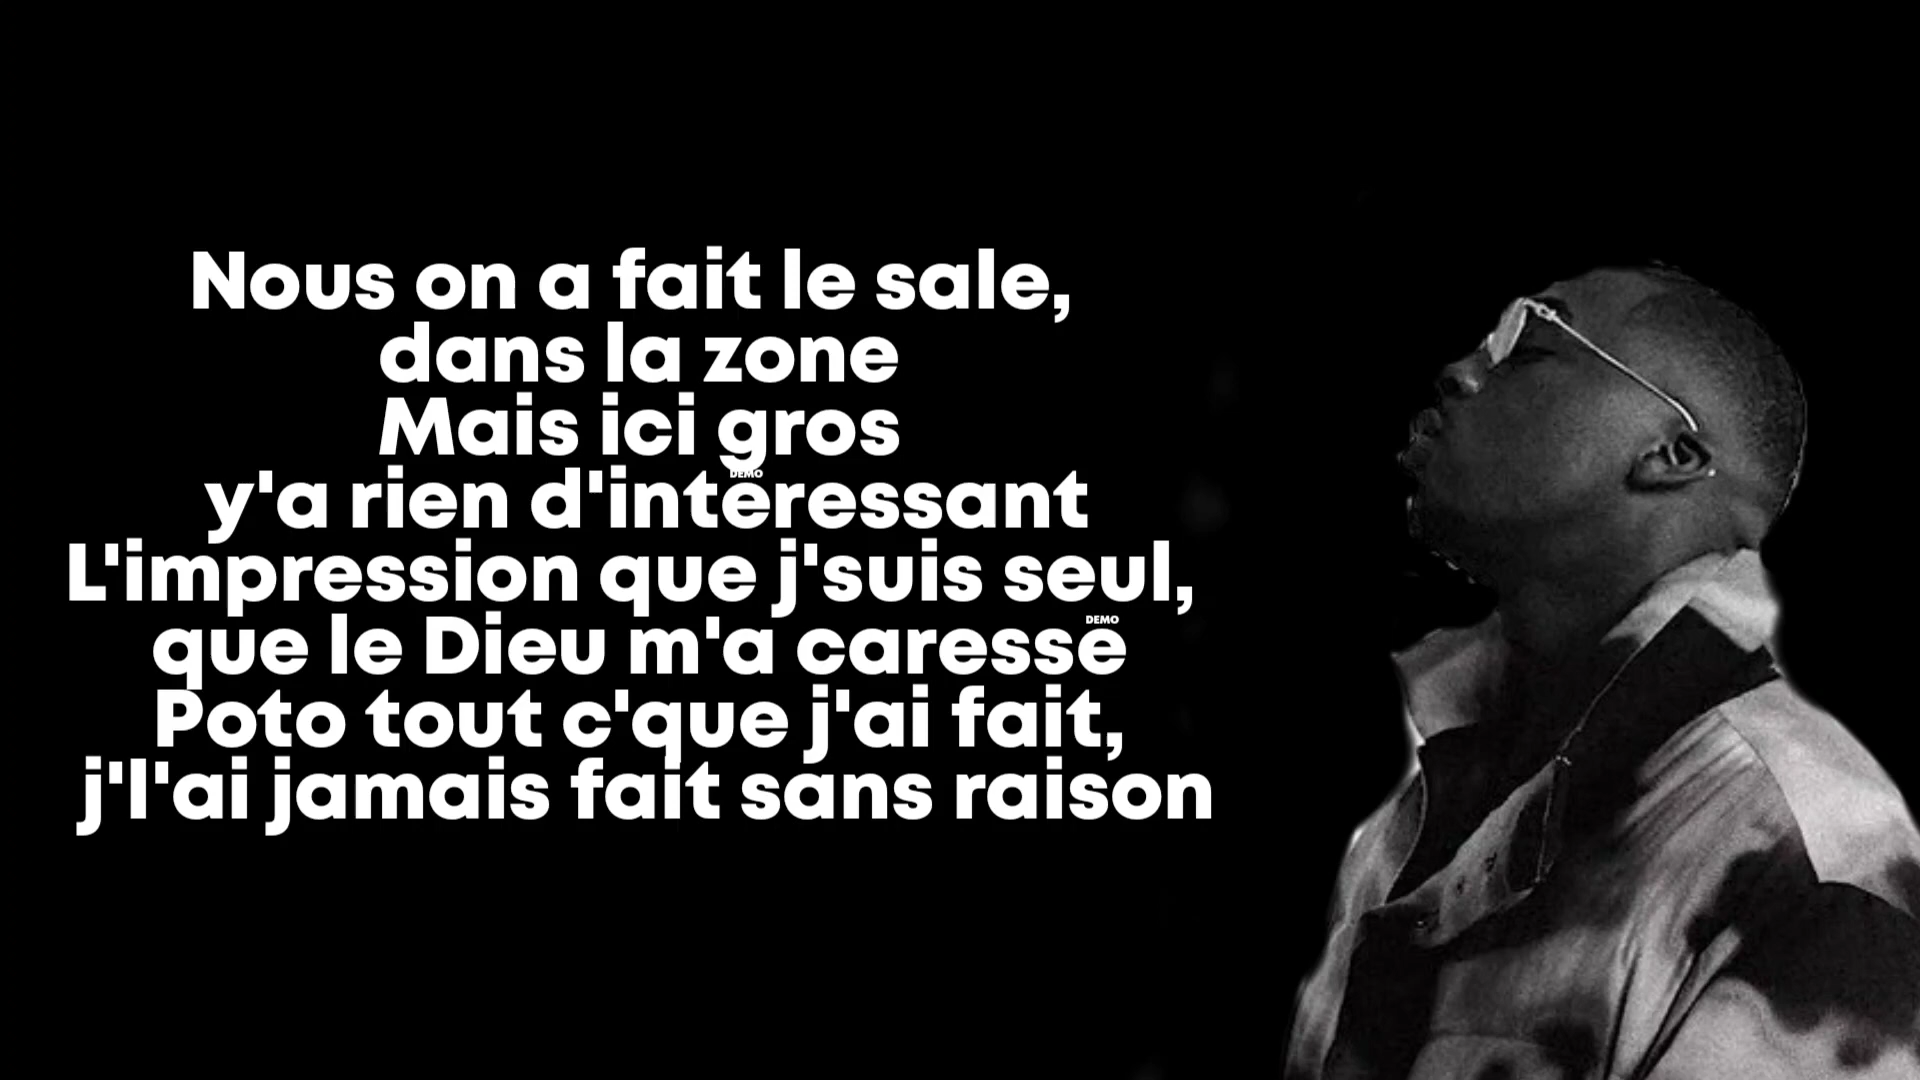 Nous on a fait le sale,
dans la zone
Mais ici gros
DEMO
y'a rien d'interessant
L'impression que j'suis seul,
DEMO
que le Dieu m'a caresse
Poto tout c'que j'ai fait,
j'l'ai jamais fait sans raison